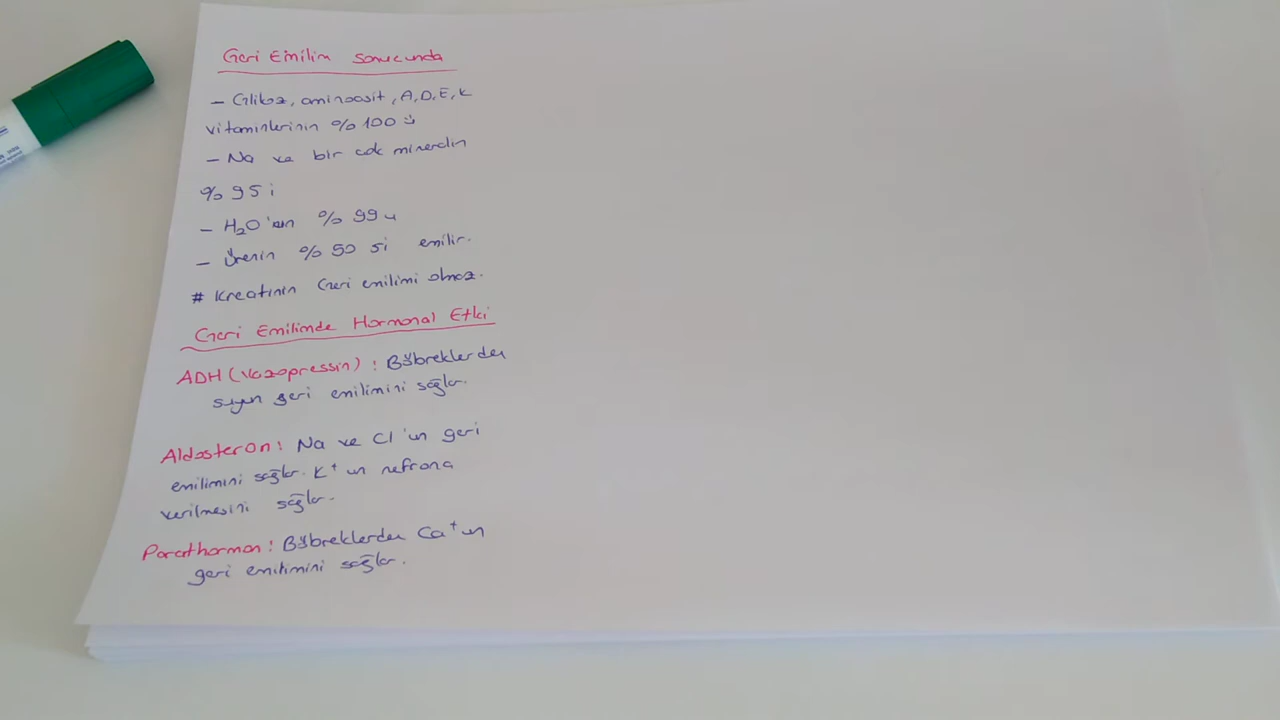 Geri Emilim sonucunda
- Glikoz, aminoasit, A,D,E,K
vitaminlerinin %100 ü
- Na ve bir çok mineralin
%95 i
- H₂O'nun %99 u
- Ürenin %50 si emilir.
# Kreatinin Geri emilimi olmaz.
Geri Emilimde Hormonal Etki
ADH (Vazopressin) : Böbreklerden
suyun geri emilimini sağlar.
Aldosteron : Na ve Cl 'un geri
emilimini sağlar. K⁺ un nefrona
verilmesini sağlar.
Parathormon : Böbreklerden Ca⁺ un
geri emilimini sağlar.